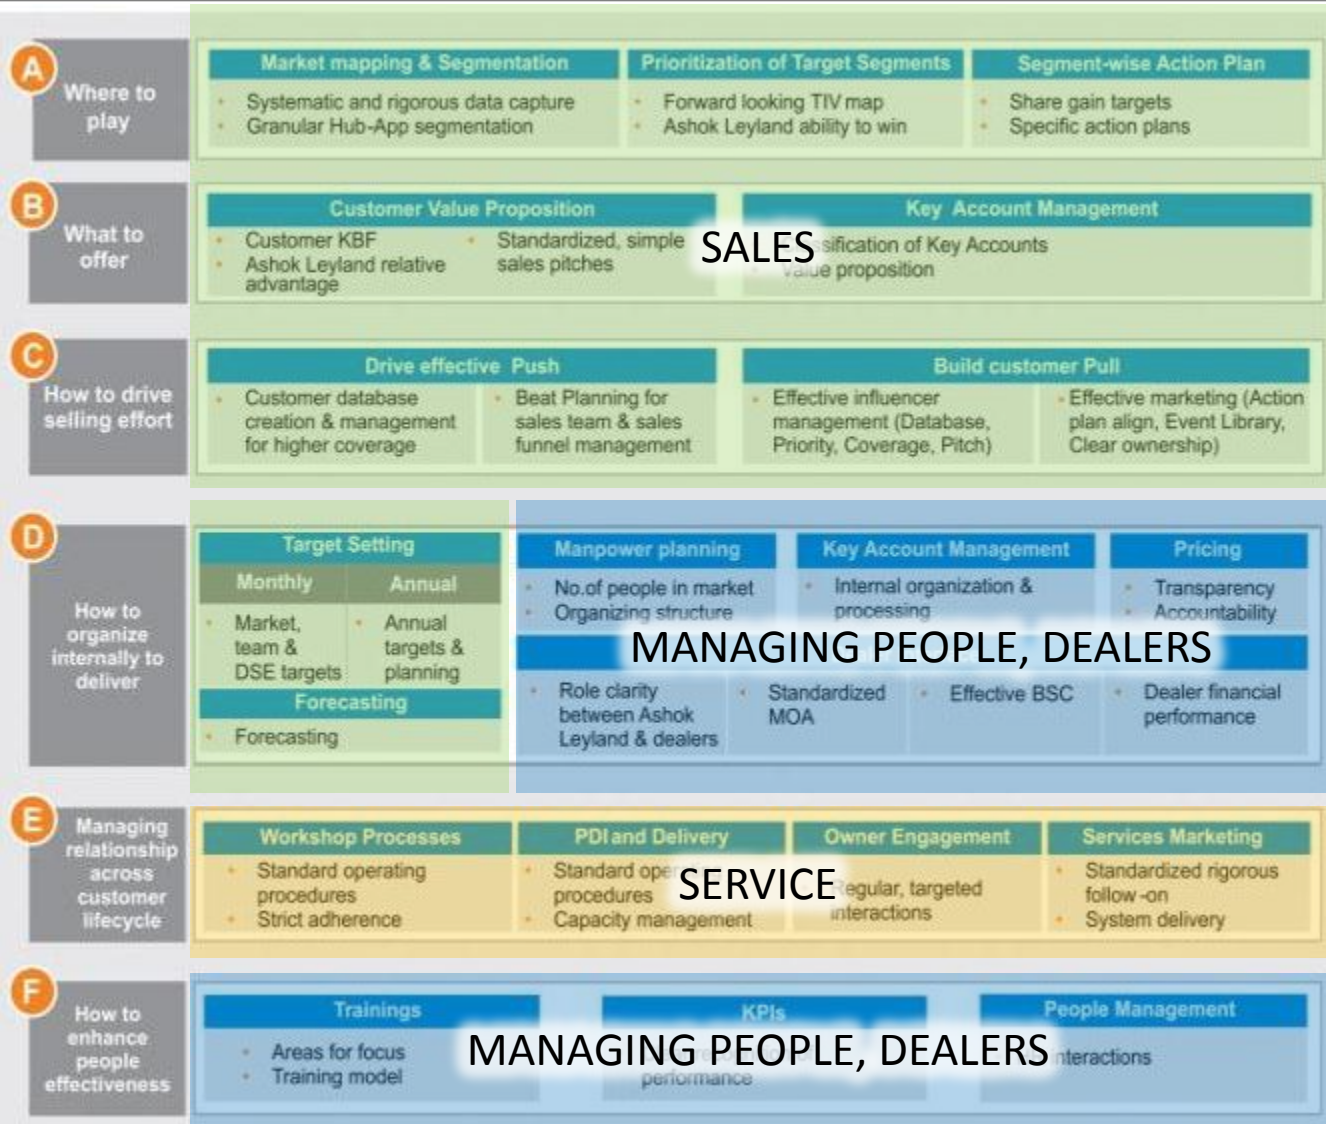 A
Where to
play
Market mapping & Segmentation
Systematic and rigorous data capture
Granular Hub-App segmentation
Prioritization of Target Segments
Forward looking TIV map
Ashok Leyland ability to win
Segment-wise Action Plan
Share gain targets
Specific action plans
B
What to
offer
Customer Value Proposition
Customer KBF
Ashok Leyland relative
advantage
Standardized, simple
sales pitches
SALES
Key Account Management
of Key Accounts
Value proposition
C
How to drive
selling effort
Drive effective Push
Customer database
creation & management
for higher coverage
Beat Planning for
sales team & sales
funnel management
Build customer Pull
Effective influencer
management (Database,
Priority, Coverage, Pitch)
Effective marketing (Action
plan align, Event Library,
Clear ownership)
D
How to
organize
internally to
deliver
Target Setting
Monthly
Annual
Market,
team &
DSE targets
Annual
targets &
planning
Forecasting
Forecasting
Manpower planning
No.of people in market
Organizing structure
Key Account Management
Internal organization &
processing
Pricing
Transparency
Accountability
MANAGING PEOPLE, DEALERS
Role clarity
between Ashok
Leyland & dealers
Standardized
MOA
Effective BSC
Dealer financial
performance
E
Managing
relationship
across
customer
lifecycle
Workshop Processes
Standard operating
procedures
Strict adherence
PDI and Delivery
Standard
procedures
Capacity management
SERVICE
Owner Engagement
Regular, targeted
interactions
Services Marketing
Standardized rigorous
follow-on
System delivery
F
How to
enhance
people
effectiveness
Trainings
Areas for focus
Training model
KPIs
performance
MANAGING PEOPLE, DEALERS
People Management
interactions